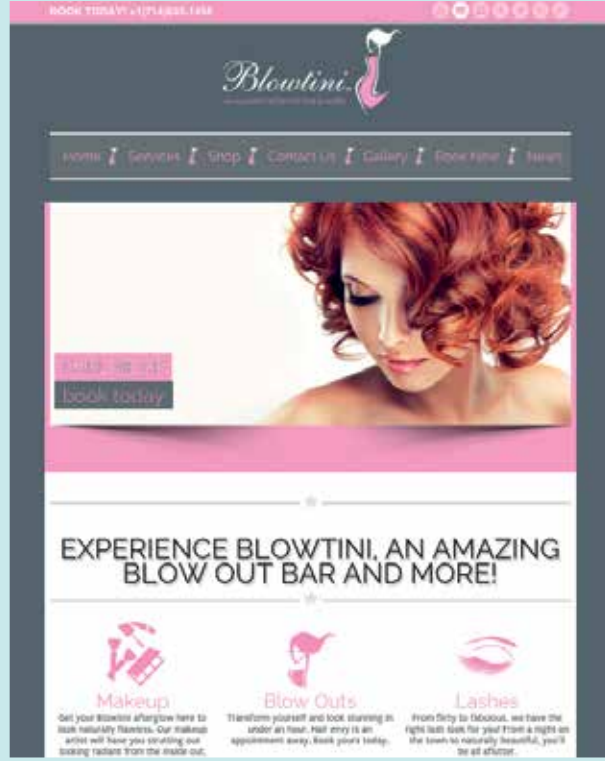 BOOK TODAY!
Blowtini.
Home Services Shop Contact Us Gallery Book Now News
book today
EXPERIENCE BLOWTINI, AN AMAZING
BLOW OUT BAR AND MORE!
Makeup
Get your Blowtini afterglow here to
look naturally flawless. Our makeup
artist will have you strutting out
looking radiant from the inside out.
Blow Outs
Transform yourself and look stunning in
under an hour. Hair envy is an
appointment away. Book yours today.
Lashes
From flirty to fabulous, we have the
right lash look for you! From a night on
the town to naturally beautiful, you'll
be all aflutter.